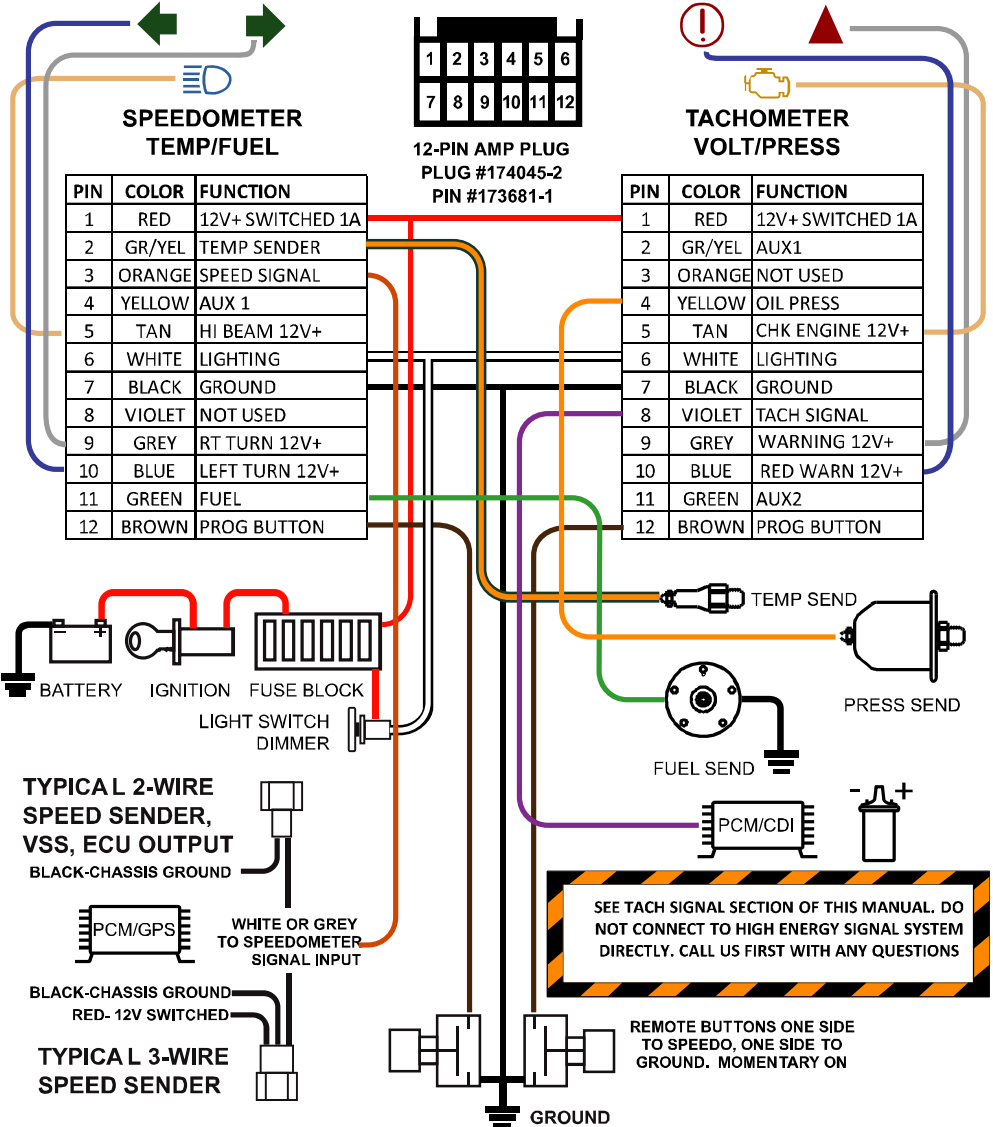 1 2 3 4 5 6
7 8 9 10 11 12
12-PIN AMP PLUG
PLUG #174045-2
PIN #173681-1
SPEEDOMETER
TEMP/FUEL
PIN COLOR FUNCTION
1 RED 12V+ SWITCHED 1A
2 GR/YEL TEMP SENDER
3 ORANGE SPEED SIGNAL
4 YELLOW AUX 1
5 TAN HI BEAM 12V+
6 WHITE LIGHTING
7 BLACK GROUND
8 VIOLET NOT USED
9 GREY RT TURN 12V+
10 BLUE LEFT TURN 12V+
11 GREEN FUEL
12 BROWN PROG BUTTON
TACHOMETER
VOLT/PRESS
PIN COLOR FUNCTION
1 RED 12V+ SWITCHED 1A
2 GR/YEL AUX1
3 ORANGE NOT USED
4 YELLOW OIL PRESS
5 TAN CHK ENGINE 12V+
6 WHITE LIGHTING
7 BLACK GROUND
8 VIOLET TACH SIGNAL
9 GREY WARNING 12V+
10 BLUE RED WARN 12V+
11 GREEN AUX2
12 BROWN PROG BUTTON
- +
BATTERY
IGNITION
FUSE BLOCK
LIGHT SWITCH
DIMMER
TEMP SEND
PRESS SEND
FUEL SEND
TYPICAL 2-WIRE
SPEED SENDER,
VSS, ECU OUTPUT
BLACK-CHASSIS GROUND
PCM/GPS
WHITE OR GREY
TO SPEEDOMETER
SIGNAL INPUT
BLACK-CHASSIS GROUND
RED- 12V SWITCHED
TYPICAL 3-WIRE
SPEED SENDER
PCM/CDI
- +
SEE TACH SIGNAL SECTION OF THIS MANUAL. DO
NOT CONNECT TO HIGH ENERGY SIGNAL SYSTEM
DIRECTLY. CALL US FIRST WITH ANY QUESTIONS
REMOTE BUTTONS ONE SIDE
TO SPEEDO, ONE SIDE TO
GROUND. MOMENTARY ON
GROUND